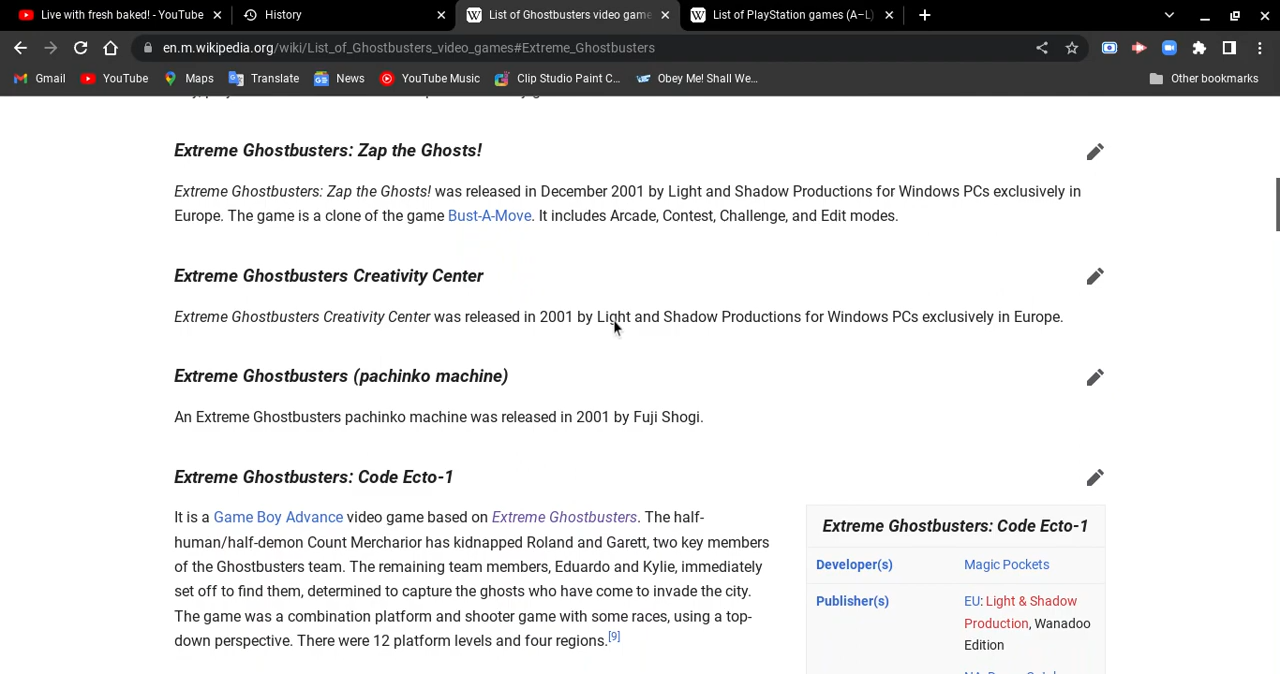 Live with fresh baked! - YouTube
History
List of Ghostbusters video game
List of PlayStation games (A–L)
en.m.wikipedia.org/wiki/List_of_Ghostbusters_video_games#Extreme_Ghostbusters
Gmail YouTube Maps Translate News YouTube Music Clip Studio Paint C... Obey Me! Shall We... Other bookmarks
Extreme Ghostbusters: Zap the Ghosts!
Extreme Ghostbusters: Zap the Ghosts! was released in December 2001 by Light and Shadow Productions for Windows PCs exclusively in
Europe. The game is a clone of the game Bust-A-Move. It includes Arcade, Contest, Challenge, and Edit modes.
Extreme Ghostbusters Creativity Center
Extreme Ghostbusters Creativity Center was released in 2001 by Light and Shadow Productions for Windows PCs exclusively in Europe.
Extreme Ghostbusters (pachinko machine)
An Extreme Ghostbusters pachinko machine was released in 2001 by Fuji Shogi.
Extreme Ghostbusters: Code Ecto-1
It is a Game Boy Advance video game based on Extreme Ghostbusters. The half-
human/half-demon Count Mercharior has kidnapped Roland and Garett, two key members
of the Ghostbusters team. The remaining team members, Eduardo and Kylie, immediately
set off to find them, determined to capture the ghosts who have come to invade the city.
The game was a combination platform and shooter game with some races, using a top-
down perspective. There were 12 platform levels and four regions.[9]
Extreme Ghostbusters: Code Ecto-1
Developer(s) Magic Pockets
Publisher(s) EU: Light & Shadow
Production, Wanadoo
Edition